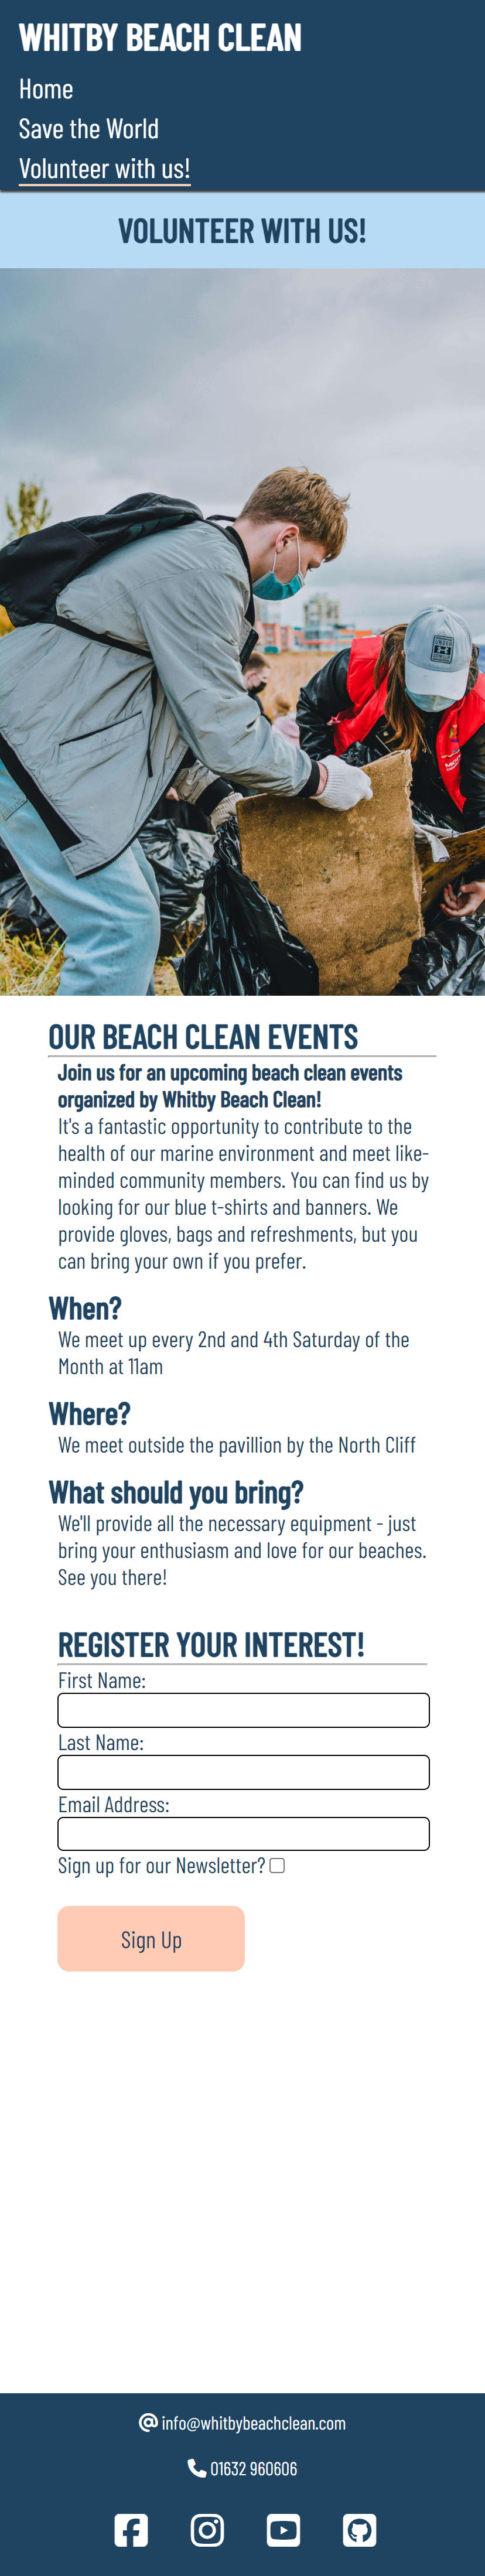 WHITBY BEACH CLEAN
Home
Save the World
Volunteer with us!
VOLUNTEER WITH US!
UNDER
OUR BEACH CLEAN EVENTS
Join us for an upcoming beach clean events
organized by Whitby Beach Clean!
It's a fantastic opportunity to contribute to the
health of our marine environment and meet like-
minded community members. You can find us by
looking for our blue t-shirts and banners. We
provide gloves, bags and refreshments, but you
can bring your own if you prefer.
When?
We meet up every 2nd and 4th Saturday of the
Month at 11am
Where?
We meet outside the pavillion by the North Cliff
What should you bring?
We'll provide all the necessary equipment - just
bring your enthusiasm and love for our beaches.
See you there!
REGISTER YOUR INTEREST!
First Name:
Last Name:
Email Address:
Sign up for our Newsletter?
Sign Up
info@whitbybeachclean.com
01632 960606